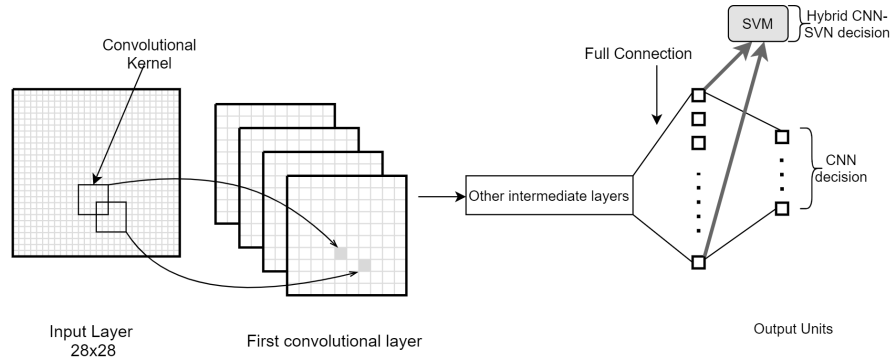 Convolutional
Kernel
SVM
Hybrid CNN-
SVN decision
Full Connection
Other intermediate layers
CNN
decision
Input Layer
28x28
First convolutional layer
Output Units